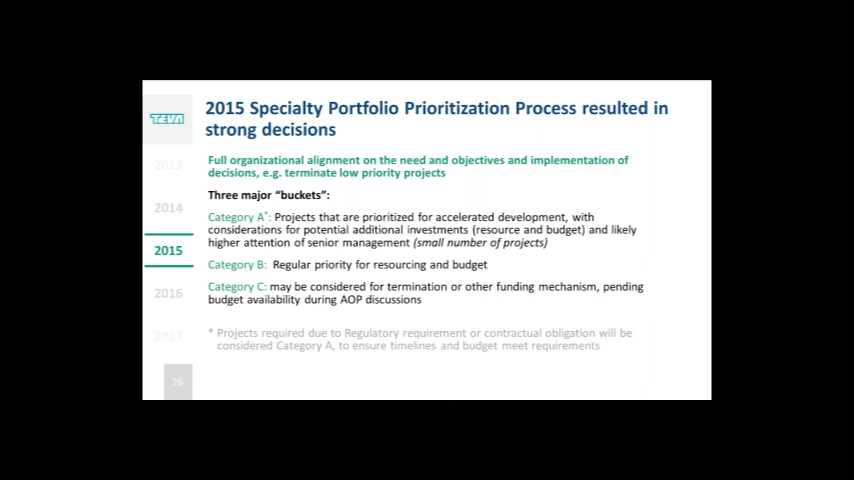 TEVA
2015 Specialty Portfolio Prioritization Process resulted in
strong decisions
2013
2014
2015
2016
2017
Full organizational alignment on the need and objectives and implementation of
decisions, e.g. terminate low priority projects
Three major “buckets”:
Category A*: Projects that are prioritized for accelerated development, with
considerations for potential additional investments (resource and budget) and likely
higher attention of senior management (small number of projects)
Category B: Regular priority for resourcing and budget
Category C: may be considered for termination or other funding mechanism, pending
budget availability during AOP discussions
* Projects required due to Regulatory requirement or contractual obligation will be
considered Category A, to ensure timelines and budget meet requirements
26